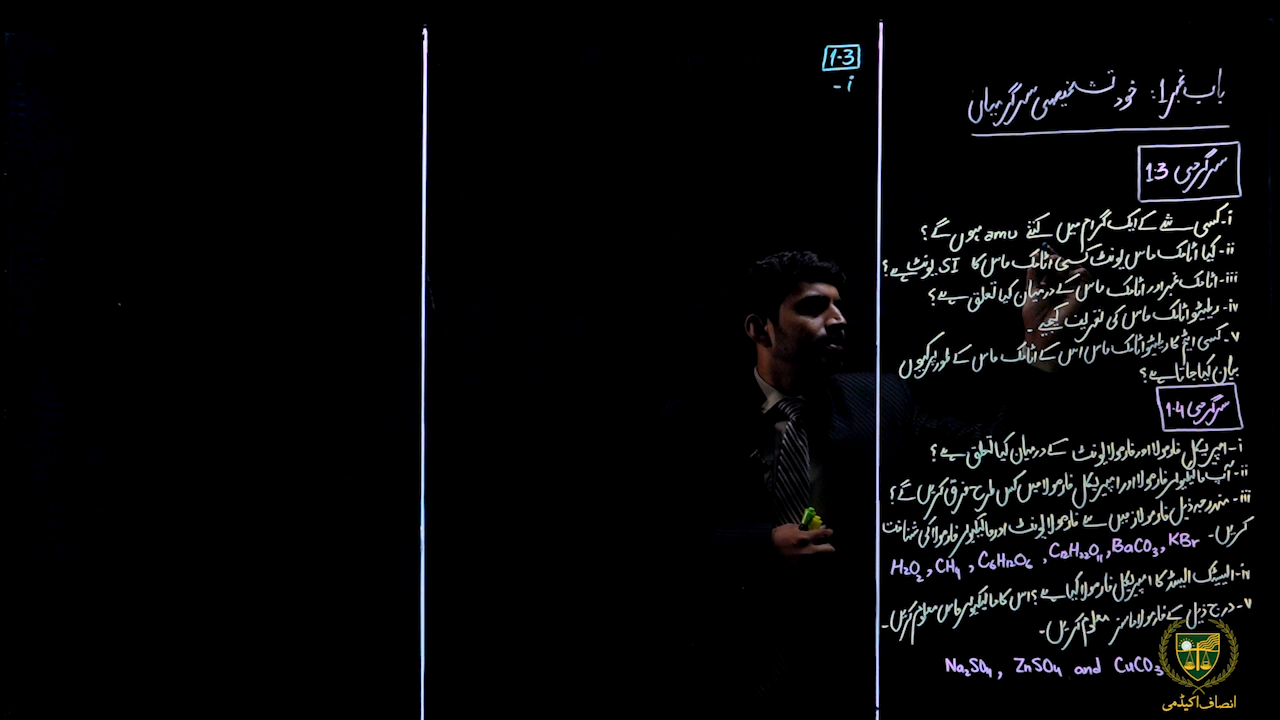 باب نمبر 1: خود تشخیصی سرگرمیاں
سرگرمی 1.3
i- کسی شے کے ایک گرام میں کتنے amu ہوں گے؟
ii- کیا اٹامک ماس یونٹ کسی اٹامک ماس کا SI یونٹ ہے؟
iii- اٹامک نمبر اور اٹامک ماس کے درمیان کیا تعلق ہے؟
iv- ریلیٹو اٹامک ماس کی تعریف کیجیے۔
v- کسی ایٹم کا ریلیٹو اٹامک ماس اس کے اٹامک ماس کے طور پر کیوں
بیان کیا جاتا ہے؟
سرگرمی 1.4
i- امپیریکل فارمولا اور فارمولا یونٹ کے درمیان کیا تعلق ہے؟
ii- آپ مالیکیولر فارمولا اور امپیریکل فارمولا میں کس طرح فرق کریں گے؟
iii- مندرجہ ذیل فارمولاز میں سے فارمولا یونٹ اور مالیکیولر فارمولا کی شناخت
کریں۔
H₂O₂, CH₄, C₆H₁₂O₆, C₁₂H₂₂O₁₁, BaCO₃, KBr
iv- ایسیٹک ایسڈ کا امپیریکل فارمولا کیا ہے؟ اس کا مالیکیولر ماس معلوم کریں۔
v- درج ذیل کے فارمولا ماسز معلوم کریں۔
Na₂SO₄, ZnSO₄ and CuCO₃
1.3
i-
انصاف اکیڈمی